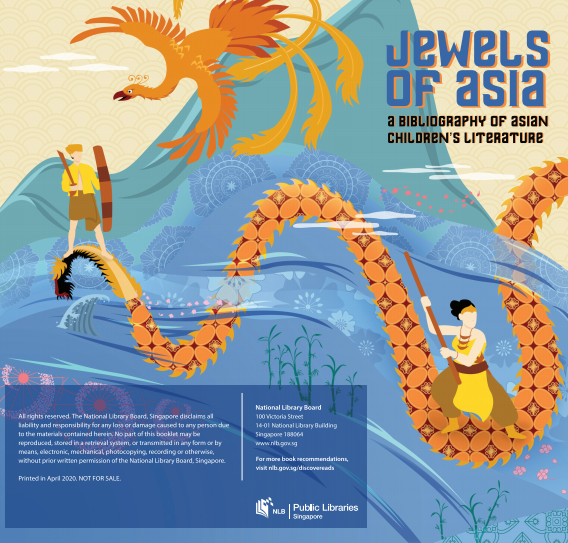 JEWELS
OF ASIA
A BIBLIOGRAPHY OF ASIAN
CHILDREN'S LITERATURE
All rights reserved. The National Library Board, Singapore disclaims all
liability and responsibility for any loss or damage caused to any person due
to the materials contained herein. No part of this booklet may be
reproduced, stored in a retrieval system, or transmitted in any form or by
means, electronic, mechanical, photocopying, recording or otherwise,
without prior written permission of the National Library Board, Singapore.
Printed in April 2020. NOT FOR SALE.
National Library Board
100 Victoria Street
14-01 National Library Building
Singapore 188064
www.nlb.gov.sg
For more book recommendations,
visit nlb.gov.sg/discovereads
NLB
Public Libraries
Singapore